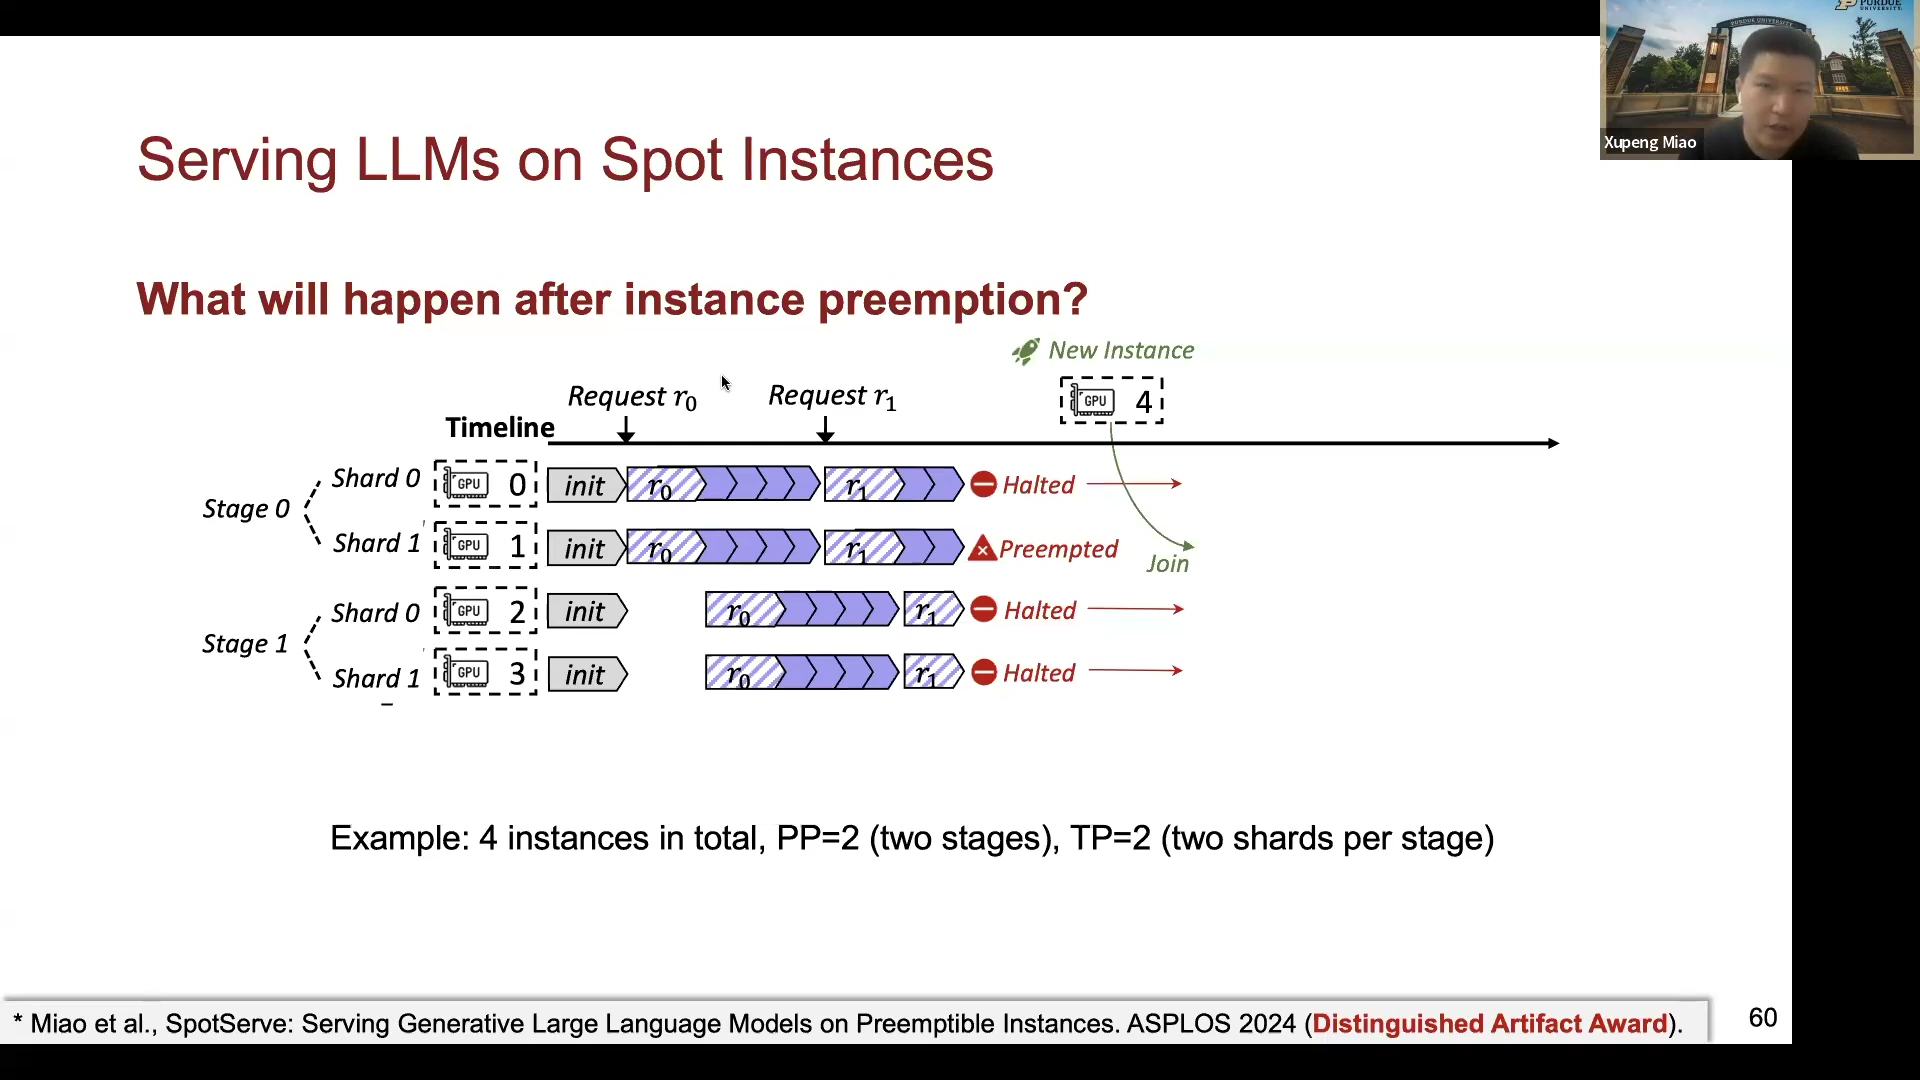 PURDUE
UNIVERSITY
PURDUE UNIVERSITY
Xupeng Miao
Serving LLMs on Spot Instances
What will happen after instance preemption?
New Instance
Request r0
Request r1
GPU 4
Timeline
Stage 0
Shard 0 GPU 0 init r0 r1 Halted
Shard 1 GPU 1 init r0 r1 Preempted
Join
Stage 1
Shard 0 GPU 2 init r0 r1 Halted
Shard 1 GPU 3 init r0 r1 Halted
Example: 4 instances in total, PP=2 (two stages), TP=2 (two shards per stage)
* Miao et al., SpotServe: Serving Generative Large Language Models on Preemptible Instances. ASPLOS 2024 (Distinguished Artifact Award).
60